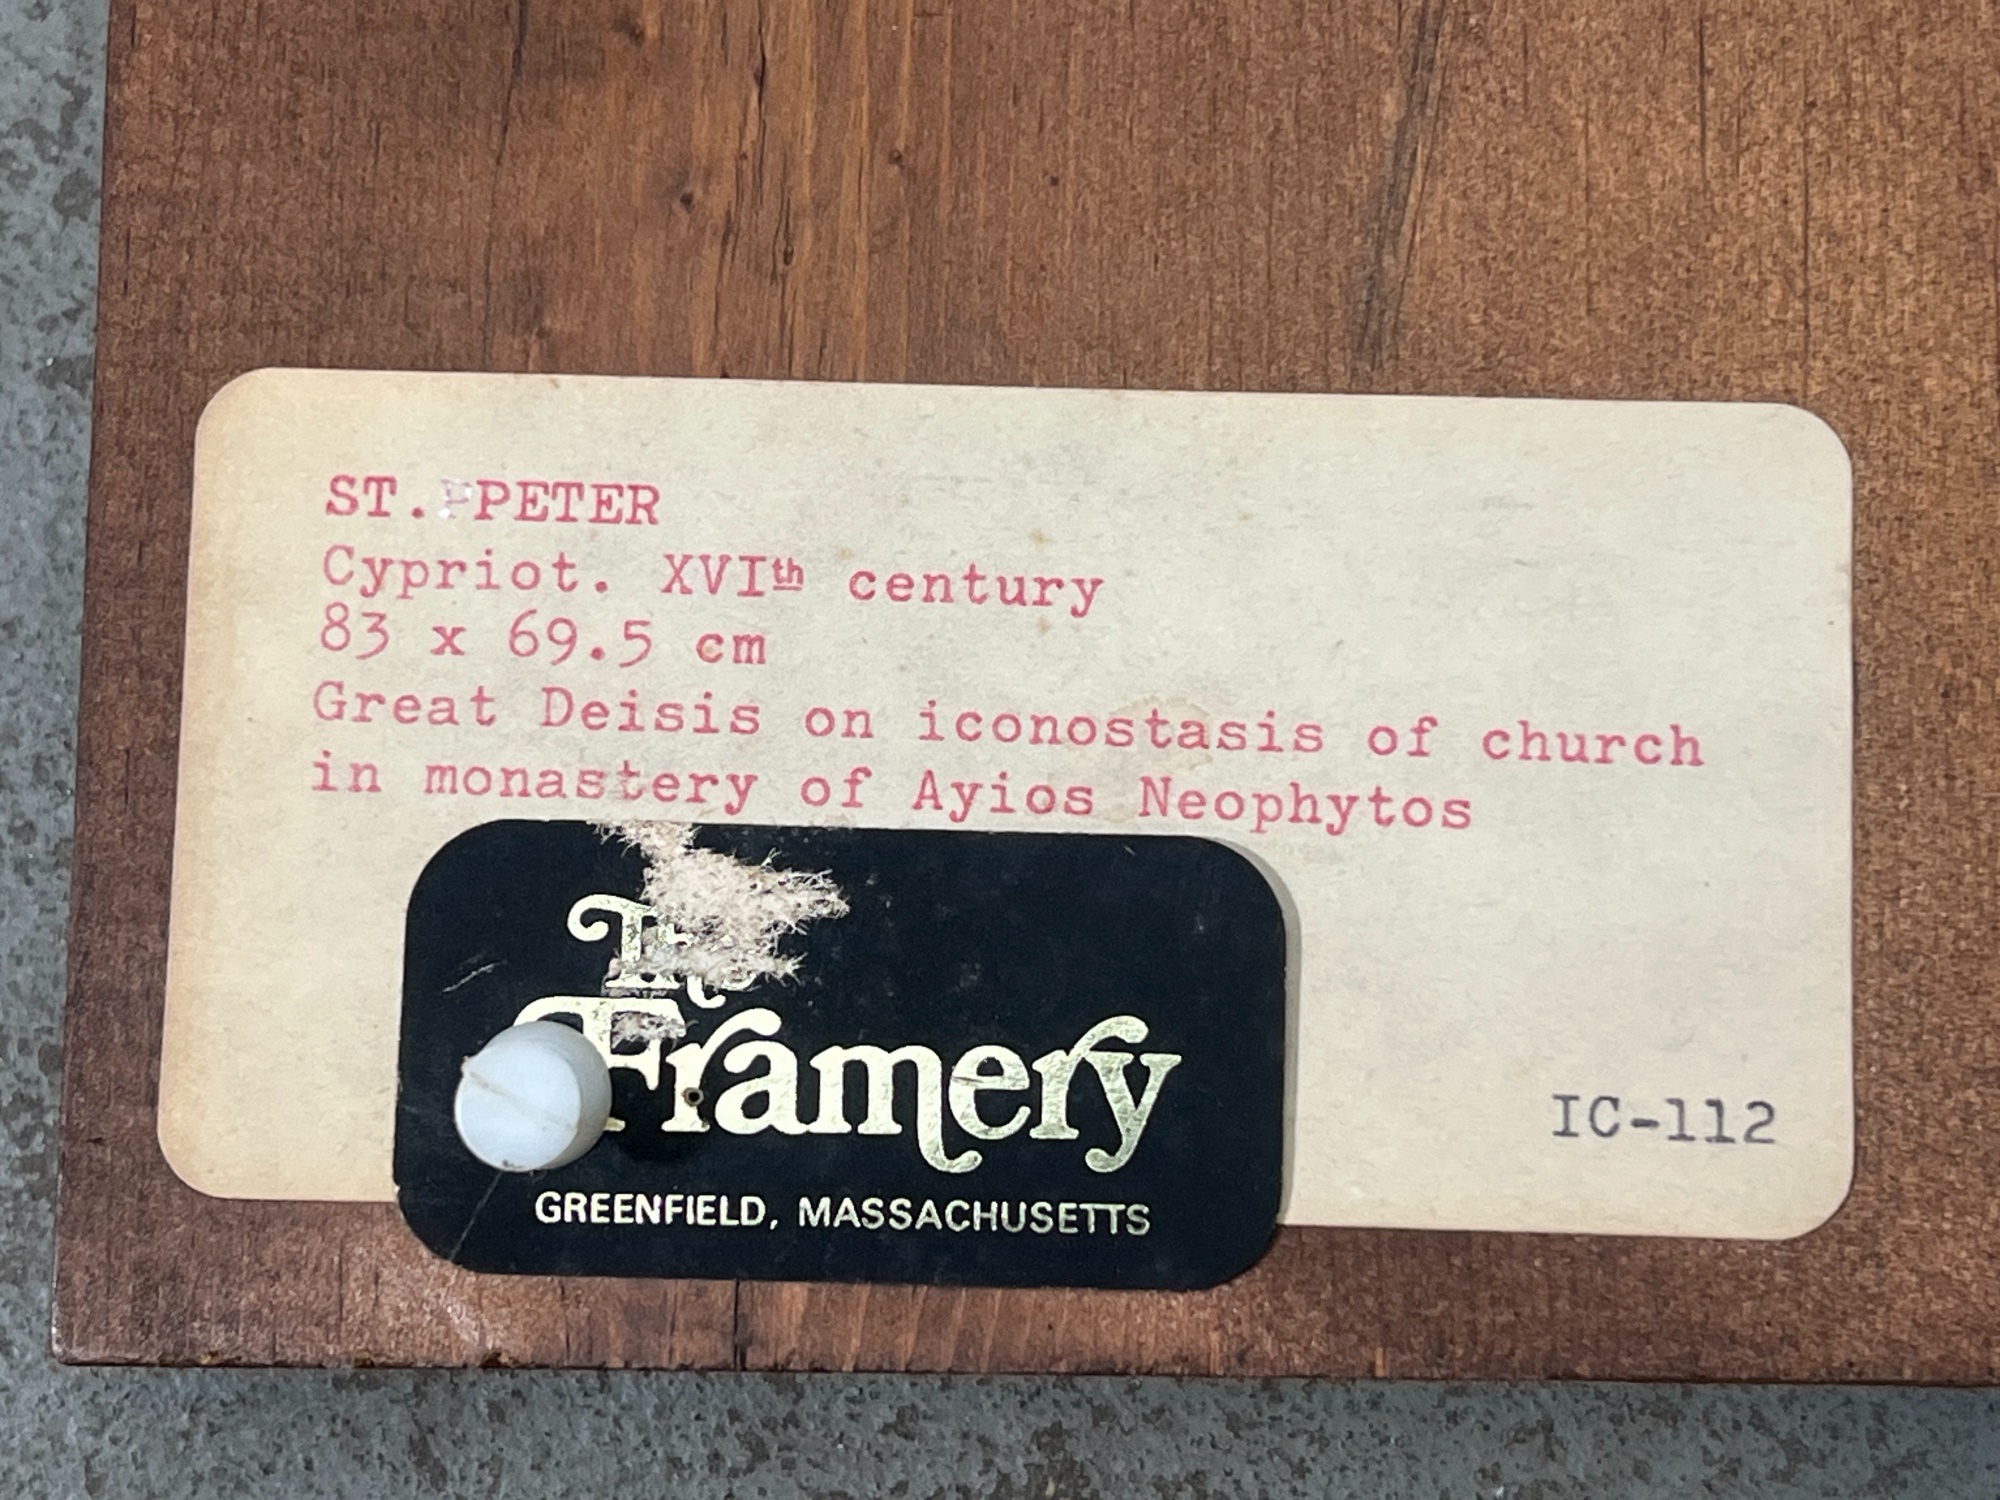 ST. PPETER
Cypriot. XVIth century
83 x 69.5 cm
Great Deisis on iconostasis of church
in monastery of Ayios Neophytos
The
Framery
GREENFIELD, MASSACHUSETTS
IC-112